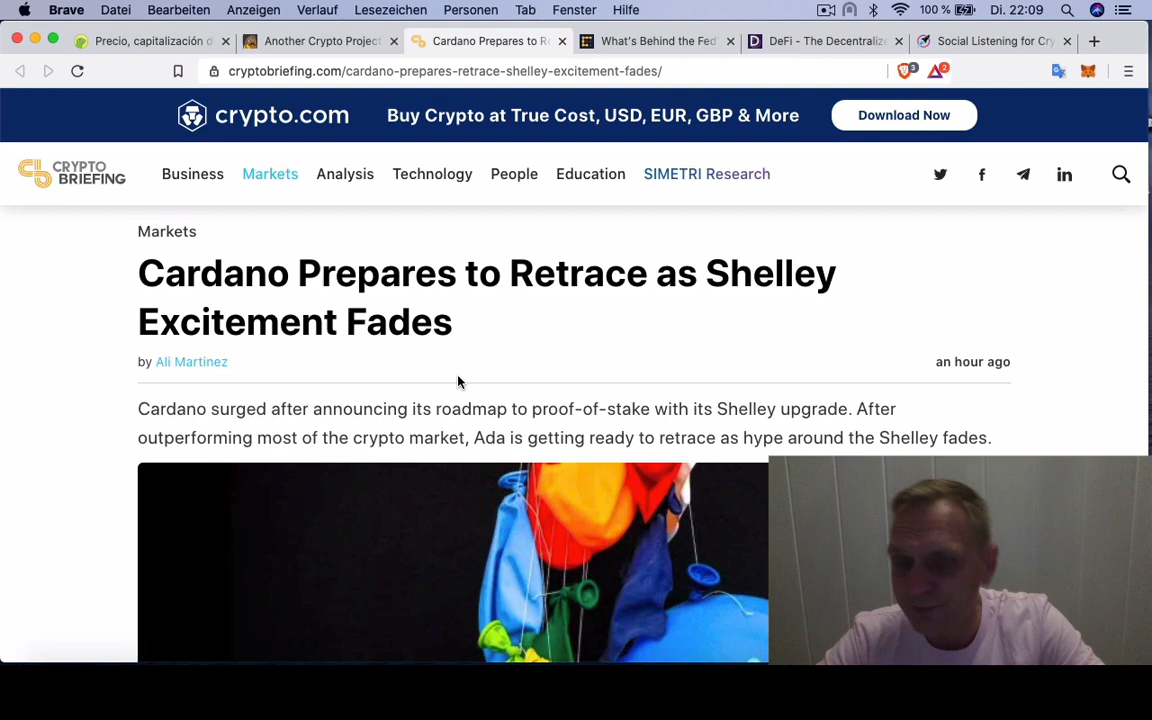 Brave Datei Bearbeiten Anzeigen Verlauf Lesezeichen Personen Tab Fenster Hilfe 100 % Di. 22:09
Precio, capitalización d Another Crypto Project Cardano Prepares to Re What's Behind the Fed' DeFi - The Decentralize Social Listening for Cry
cryptobriefing.com/cardano-prepares-retrace-shelley-excitement-fades/ 3 2
crypto.com Buy Crypto at True Cost, USD, EUR, GBP & More Download Now
CRYPTO
BRIEFING
Business Markets Analysis Technology People Education SIMETRI Research
Markets
Cardano Prepares to Retrace as Shelley
Excitement Fades
by Ali Martinez an hour ago
Cardano surged after announcing its roadmap to proof-of-stake with its Shelley upgrade. After
outperforming most of the crypto market, Ada is getting ready to retrace as hype around the Shelley fades.